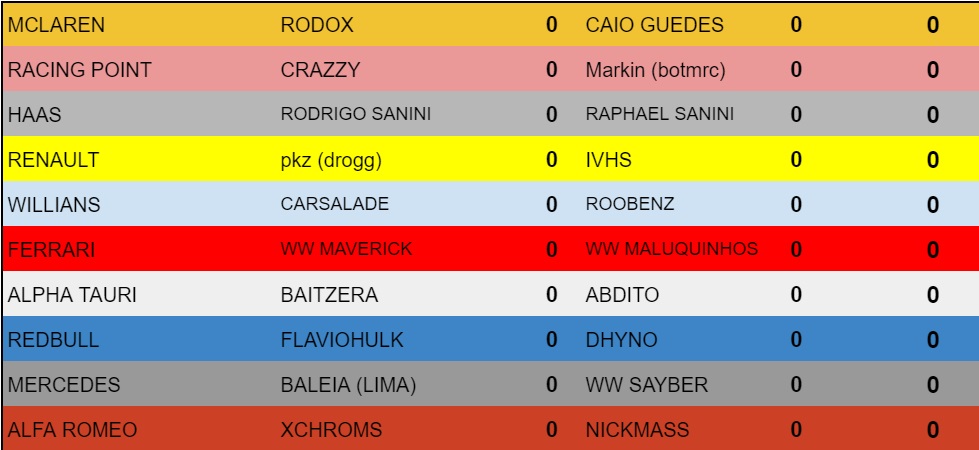 MCLAREN RODOX 0 CAIO GUEDES 0 0
RACING POINT CRAZZY 0 Markin (botmrc) 0 0
HAAS RODRIGO SANINI 0 RAPHAEL SANINI 0 0
RENAULT pkz (drogg) 0 IVHS 0 0
WILLIANS CARSALADE 0 ROOBENZ 0 0
FERRARI WW MAVERICK 0 WW MALUQUINHOS 0 0
ALPHA TAURI BAITZERA 0 ABDITO 0 0
REDBULL FLAVIOHULK 0 DHYNO 0 0
MERCEDES BALEIA (LIMA) 0 WW SAYBER 0 0
ALFA ROMEO XCHROMS 0 NICKMASS 0 0